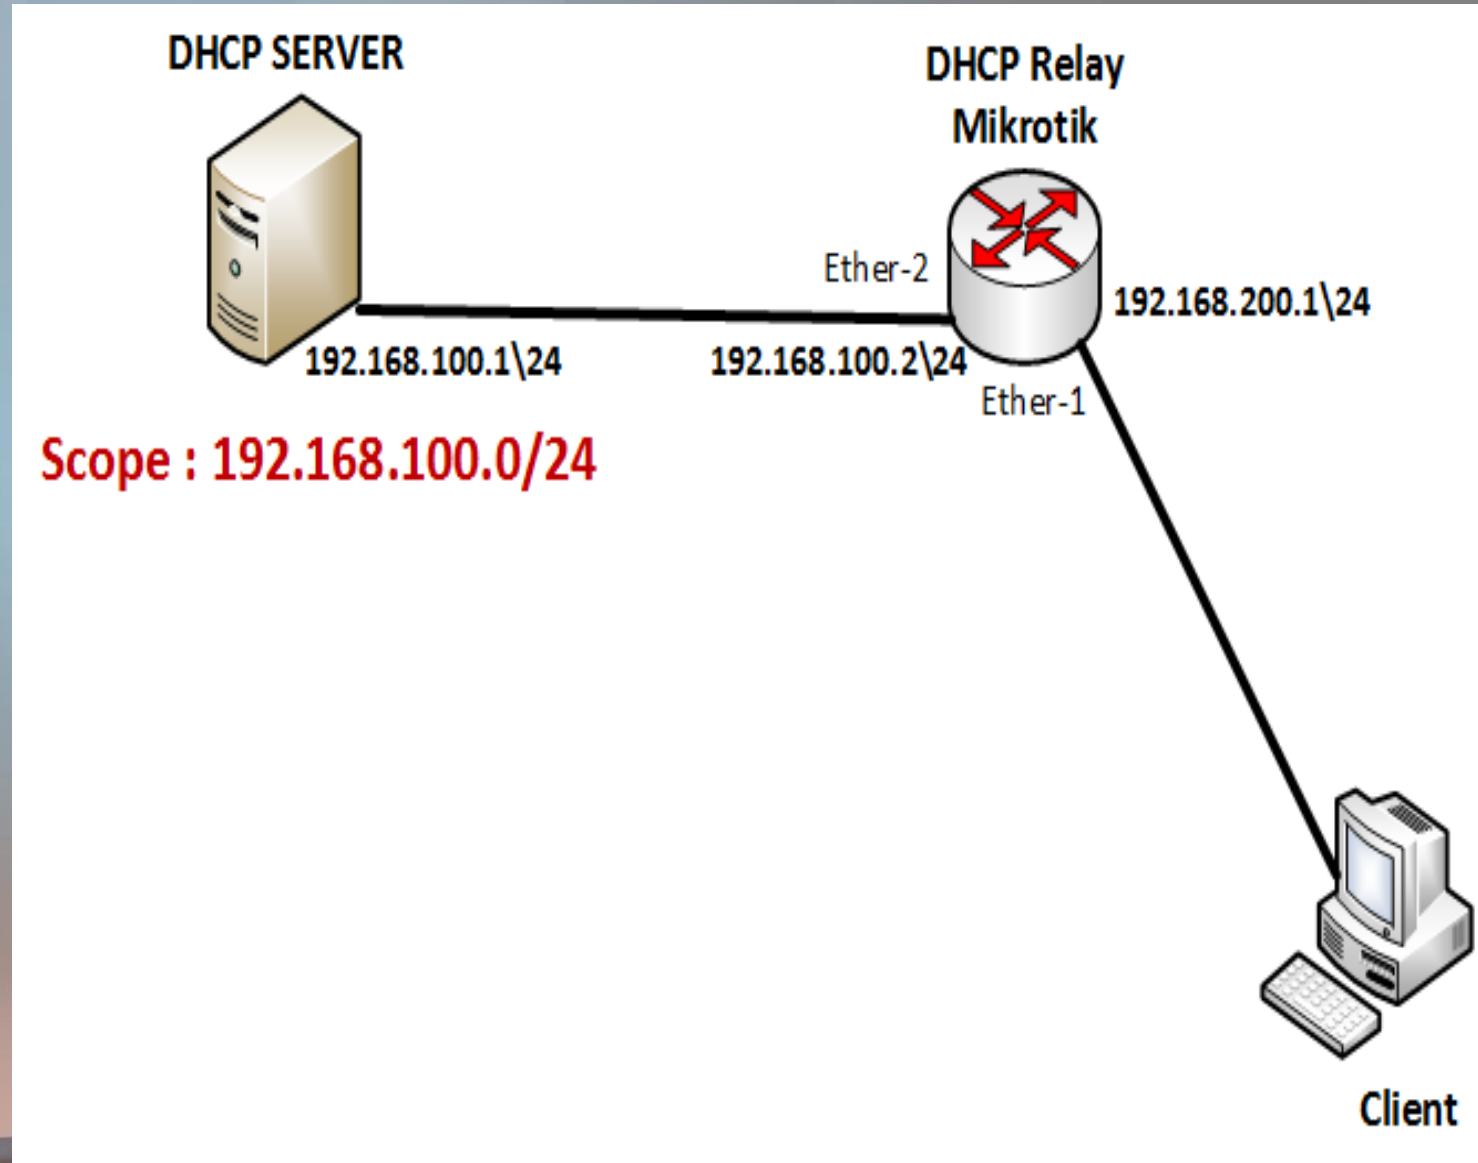 DHCP SERVER
DHCP Relay
Mikrotik
Ether-2
192.168.200.1\24
192.168.100.1\24
192.168.100.2\24
Ether-1
Scope : 192.168.100.0/24
Client